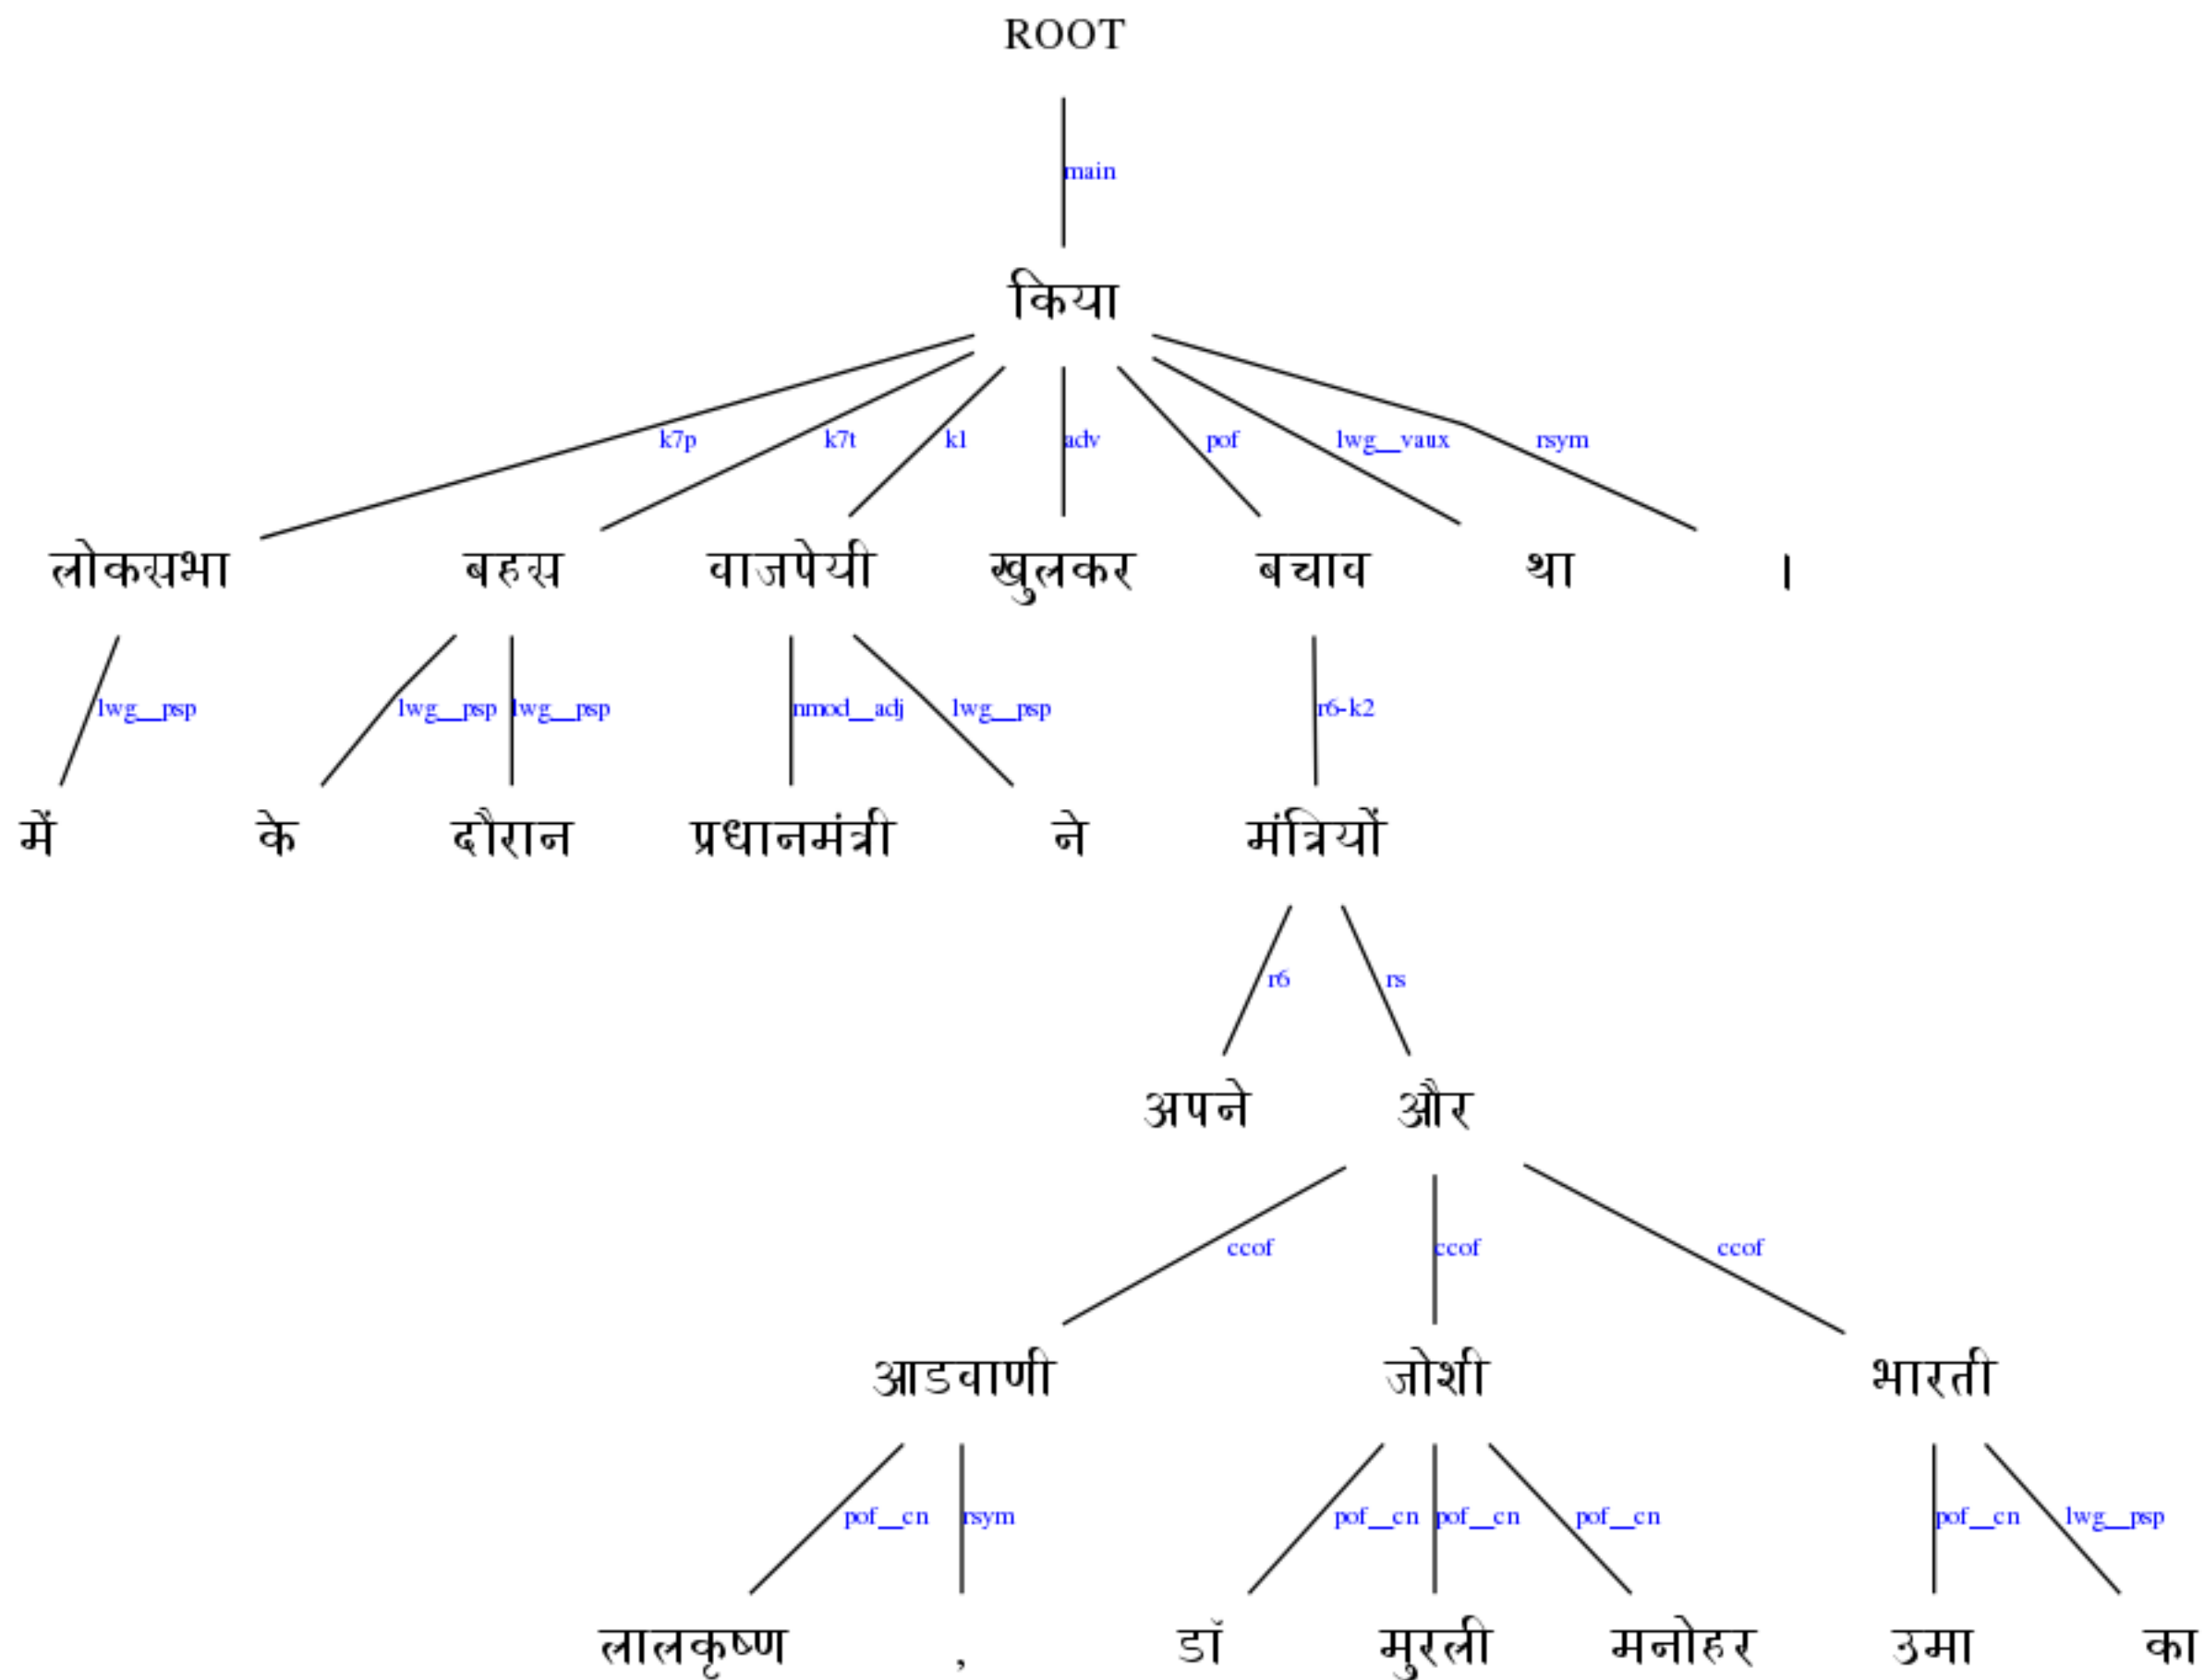 ROOT
main
किया
k7p k7t k1 adv pof lwg__vaux rsym
लोकसभा बहस वाजपेयी खुलकर बचाव था ।
lwg__psp lwg__psp lwg__psp nmod__adj lwg__psp r6-k2
में के दौरान प्रधानमंत्री ने मंत्रियों
r6 rs
अपने और
ccof ccof ccof
आडवाणी जोशी भारती
pof__cn rsym pof__cn pof__cn pof__cn pof__cn lwg__psp
लालकृष्ण , डॉ मुरली मनोहर उमा का